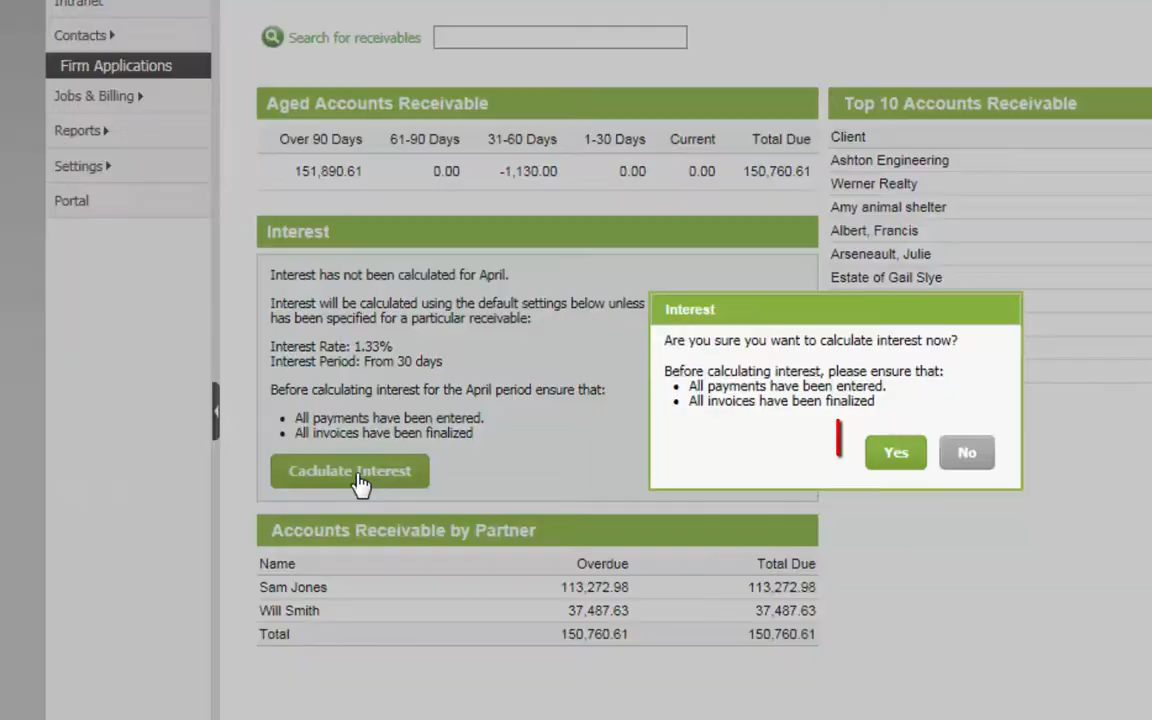 Intranet
Contacts
Firm Applications
Jobs & Billing
Reports
Settings
Portal
Search for receivables
Aged Accounts Receivable
Over 90 Days 61-90 Days 31-60 Days 1-30 Days Current Total Due
151,890.61 0.00 -1,130.00 0.00 0.00 150,760.61
Interest
Interest has not been calculated for April.
Interest will be calculated using the default settings below unless
has been specified for a particular receivable:
Interest Rate: 1.33%
Interest Period: From 30 days
Before calculating interest for the April period ensure that:
All payments have been entered.
All invoices have been finalized
Caclulate Interest
Accounts Receivable by Partner
Name Overdue Total Due
Sam Jones 113,272.98 113,272.98
Will Smith 37,487.63 37,487.63
Total 150,760.61 150,760.61
Top 10 Accounts Receivable
Client
Ashton Engineering
Werner Realty
Amy animal shelter
Albert, Francis
Arseneault, Julie
Estate of Gail Slye
Interest
Are you sure you want to calculate interest now?
Before calculating interest, please ensure that:
All payments have been entered.
All invoices have been finalized
Yes
No